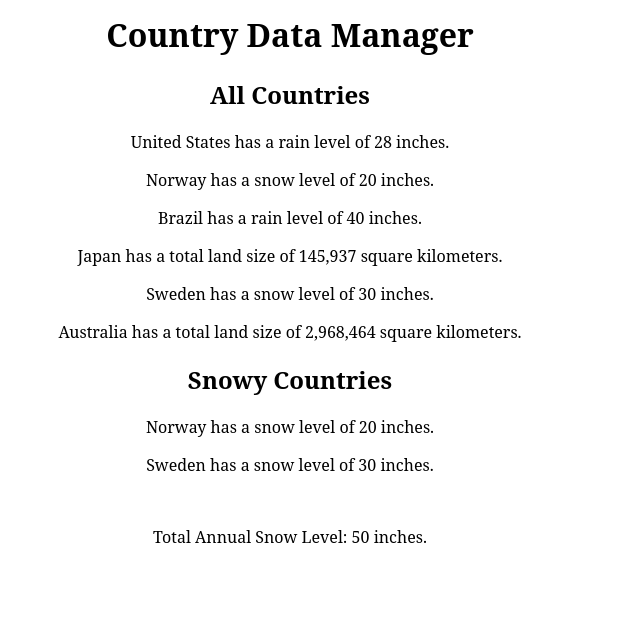 Country Data Manager
All Countries
United States has a rain level of 28 inches.
Norway has a snow level of 20 inches.
Brazil has a rain level of 40 inches.
Japan has a total land size of 145,937 square kilometers.
Sweden has a snow level of 30 inches.
Australia has a total land size of 2,968,464 square kilometers.
Snowy Countries
Norway has a snow level of 20 inches.
Sweden has a snow level of 30 inches.
Total Annual Snow Level: 50 inches.